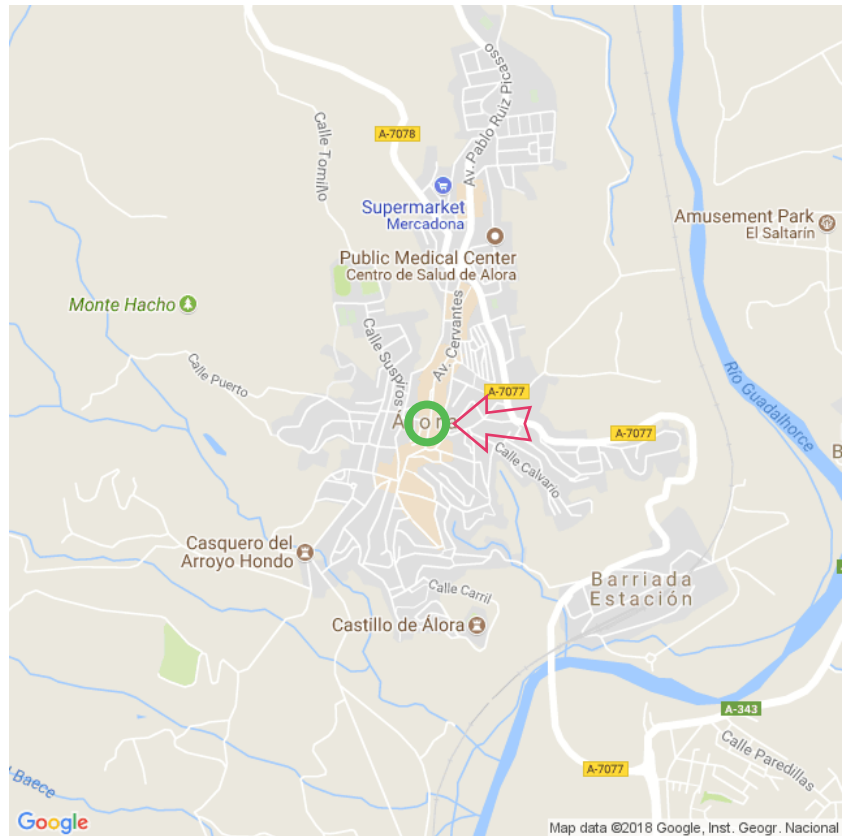 Av. Pablo Ruiz Picasso
Calle Tomiño
A-7078
Supermarket
Mercadona
Amusement Park
El Saltarín
Public Medical Center
Centro de Salud de Alora
Monte Hacho
Av. Cervantes
Calle Suspiros
Calle Puerto
Río Guadalhorce
A-7077
A-7077
Calle Calvario
Casquero del
Arroyo Hondo
Calle Carril
Barriada
Estación
Castillo de Álora
A-343
Calle Paredillas
A-7077
Baece
Google
Map data ©2018 Google, Inst. Geogr. Nacional